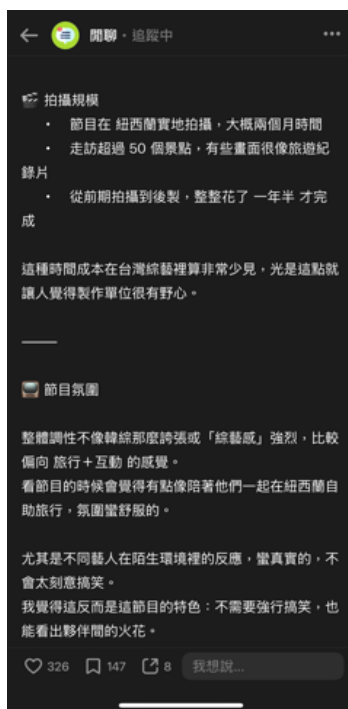 閒聊・追蹤中
拍攝規模
• 節目在 紐西蘭實地拍攝,大概兩個月時間
• 走訪超過 50 個景點,有些畫面很像旅遊紀
錄片
• 從前期拍攝到後製,整整花了 一年半 才完
成
這種時間成本在台灣綜藝裡算非常少見,光是這點就
讓人覺得製作單位很有野心。
節目氛圍
整體調性不像韓綜那麼誇張或「綜藝感」強烈,比較
偏向 旅行+互動 的感覺。
看節目的時候會覺得有點像陪著他們一起在紐西蘭自
助旅行,氛圍蠻舒服的。
尤其是不同藝人在陌生環境裡的反應,蠻真實的,不
會太刻意搞笑。
我覺得這反而是這節目的特色:不需要強行搞笑,也
能看出夥伴間的火花。
326 147 8 我想說...